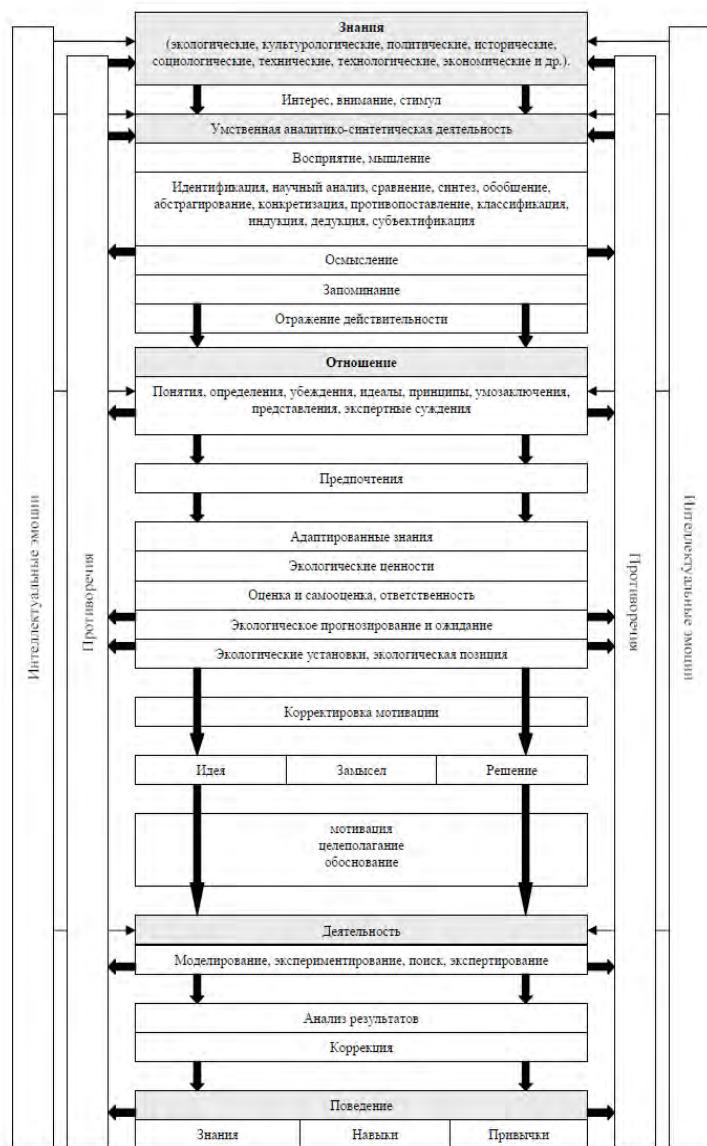 Знания
(экологические, культурологические, политические, исторические,
социологические, технические, технологические, экономические и др.).
Интерес, внимание, стимул
Умственная аналитико-синтетическая деятельность
Восприятие, мышление
Идентификация, научный анализ, сравнение, синтез, обобщение,
абстрагирование, конкретизация, противопоставление, классификация,
индукция, дедукция, субъектификация
Осмысление
Запоминание
Отражение действительности
Отношение
Понятия, определения, убеждения, идеалы, принципы, умозаключения,
представления, экспертные суждения
Предпочтения
Адаптированные знания
Экологические ценности
Оценка и самооценка, ответственность
Экологическое прогнозирование и ожидание
Экологические установки, экологическая позиция
Корректировка мотивации
Идея
Замысел
Решение
мотивация
целеполагание
обоснование
Деятельность
Моделирование, экспериментирование, поиск, экспертирование
Анализ результатов
Коррекция
Поведение
Знания
Навыки
Привычки
Интеллектуальные эмоции
Противоречия
Противоречия
Интеллектуальные эмоции